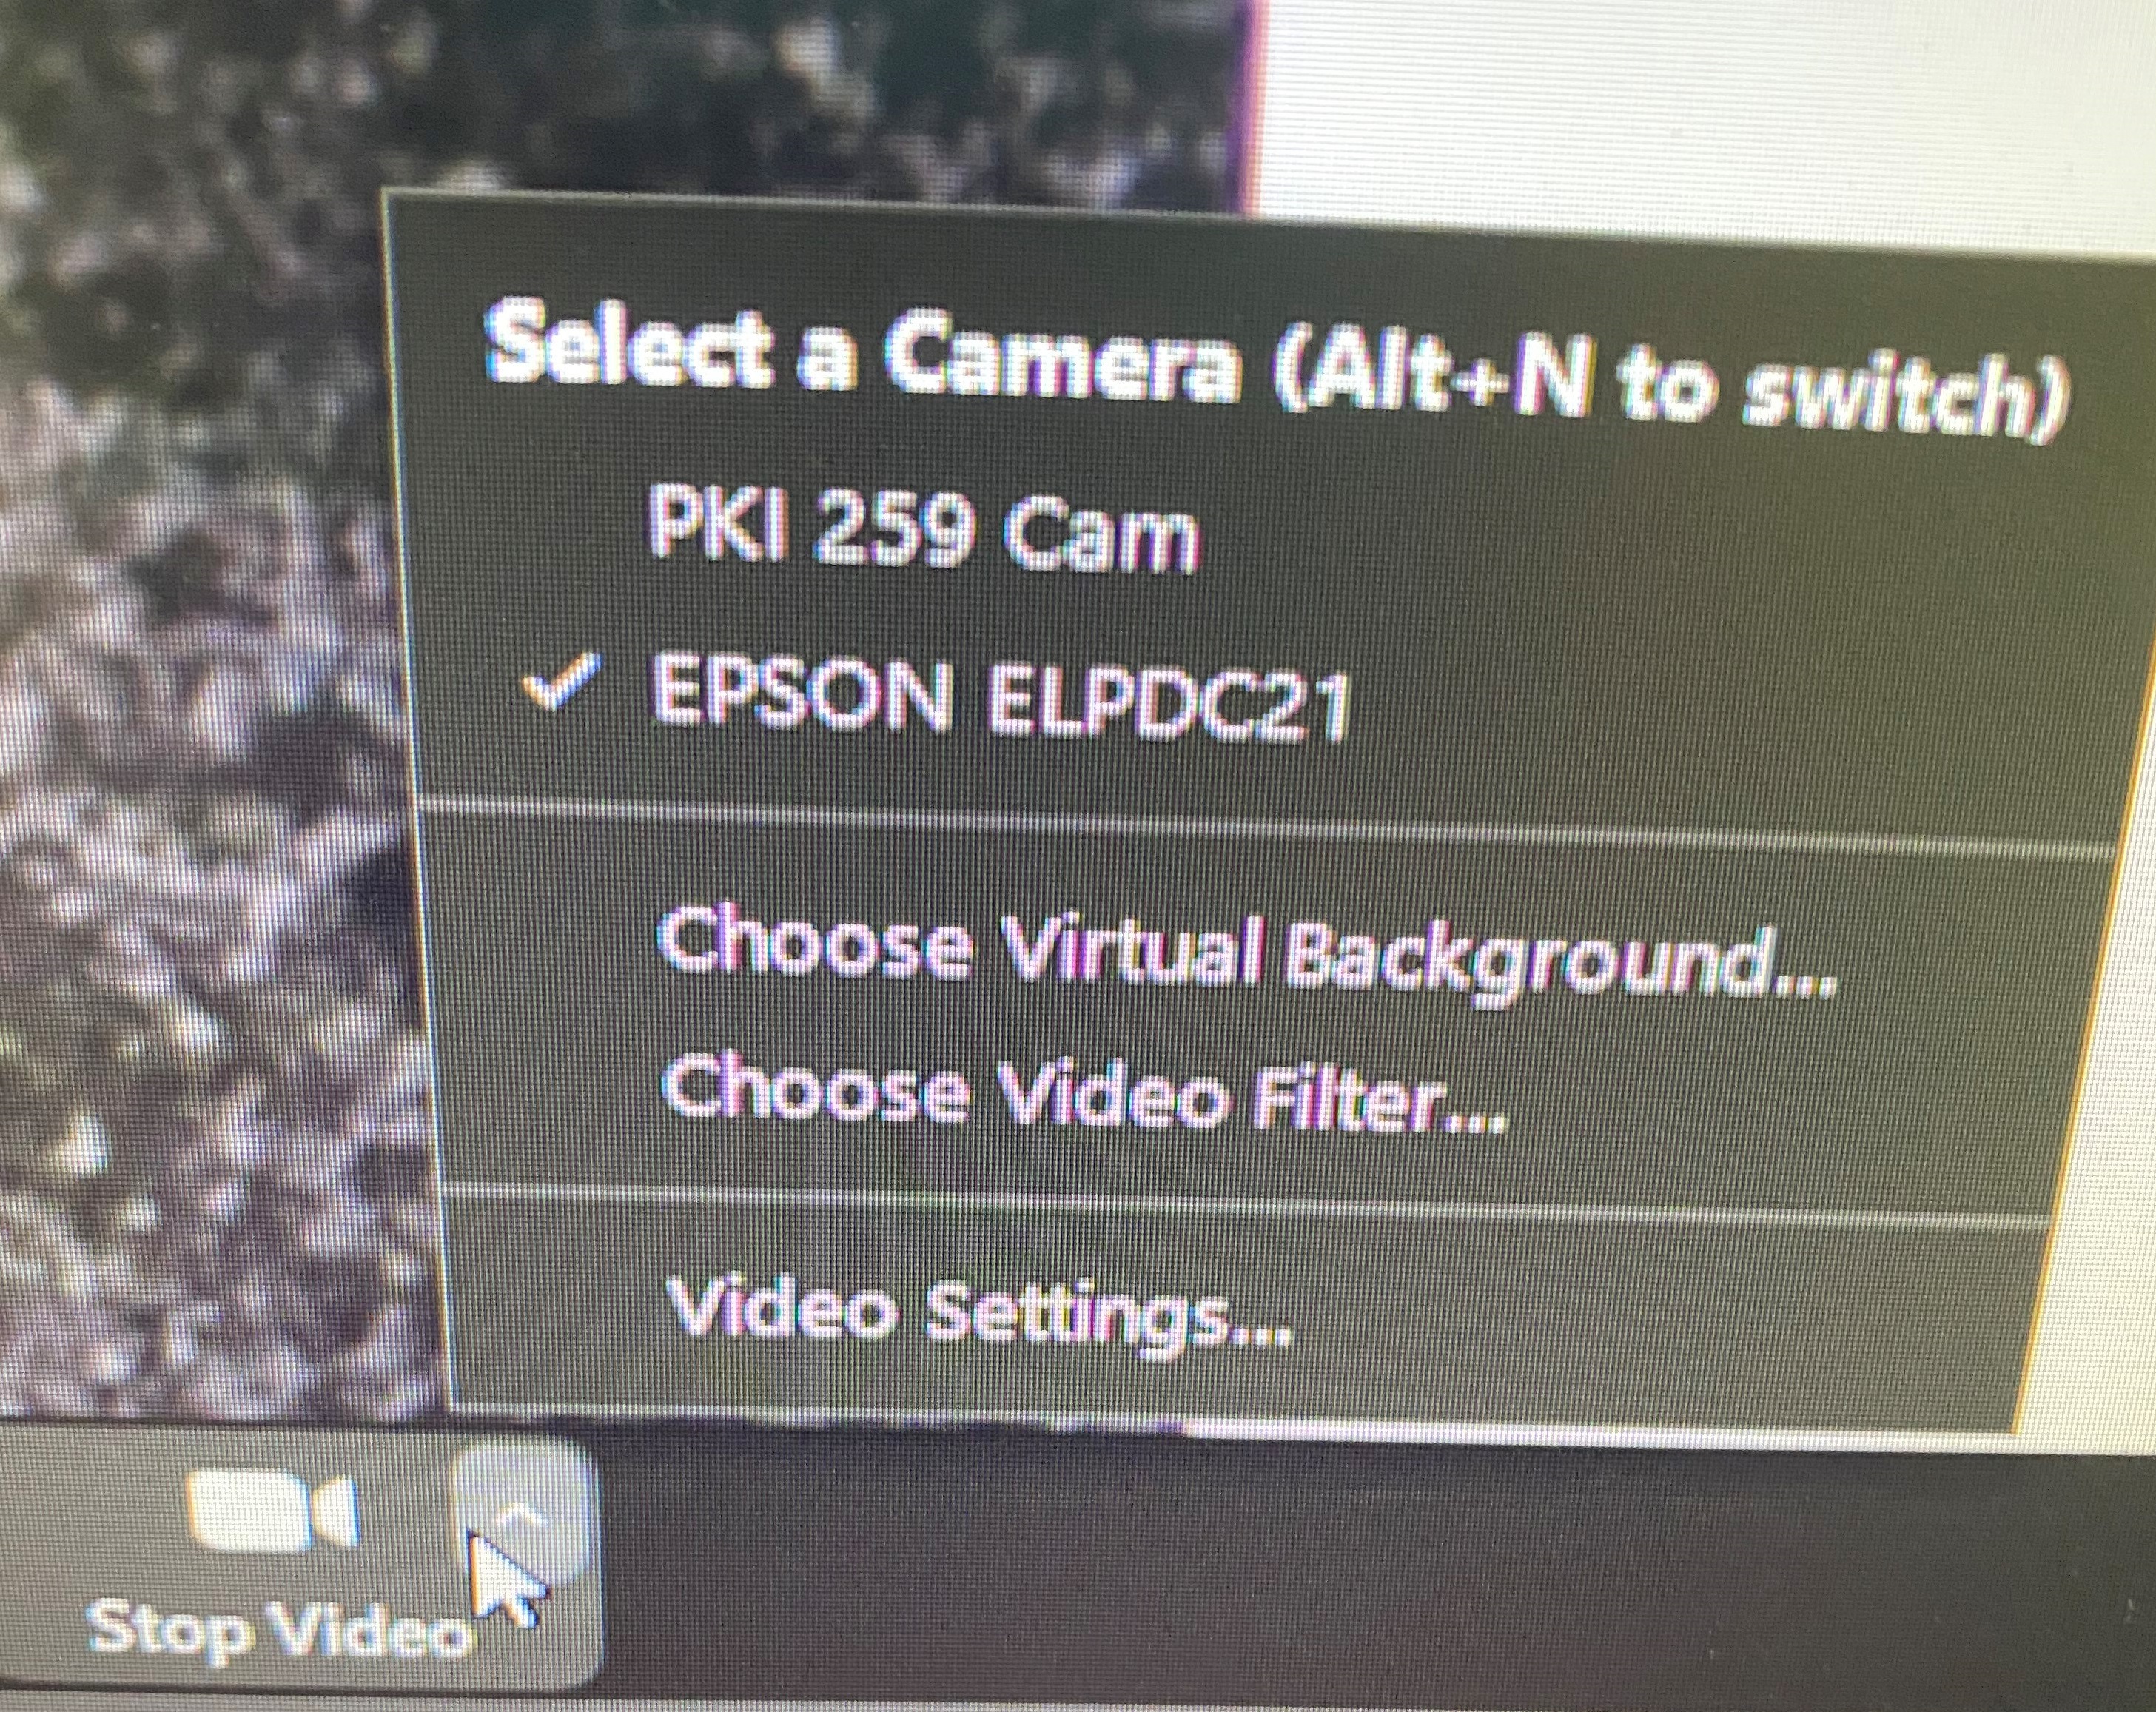 Select a Camera (Alt+N to switch)
PKI 259 Cam
EPSON ELPDC21
Choose Virtual Background...
Choose Video Filter...
Video Settings...
Stop Video